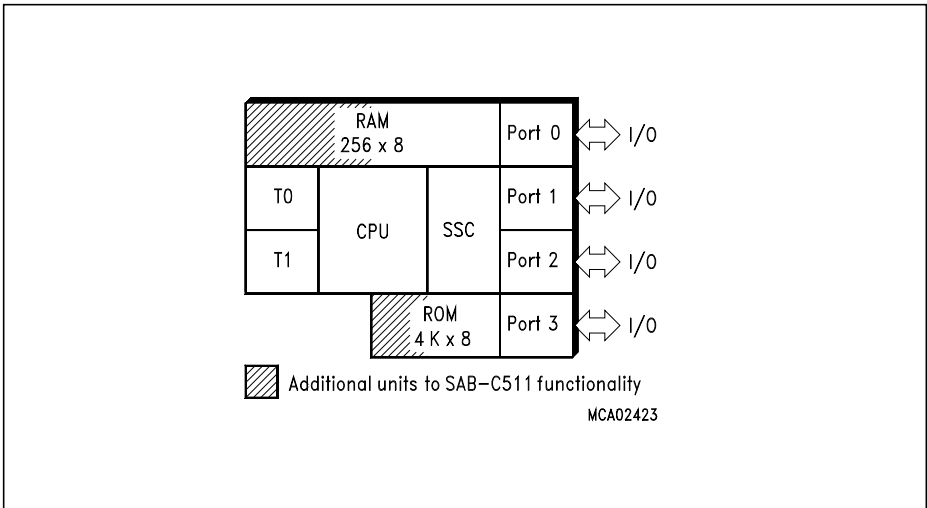 RAM
256 x 8
Port 0
I/O
T0
CPU
SSC
Port 1
I/O
T1
Port 2
I/O
ROM
4 K x 8
Port 3
I/O
Additional units to SAB-C511 functionality
MCA02423